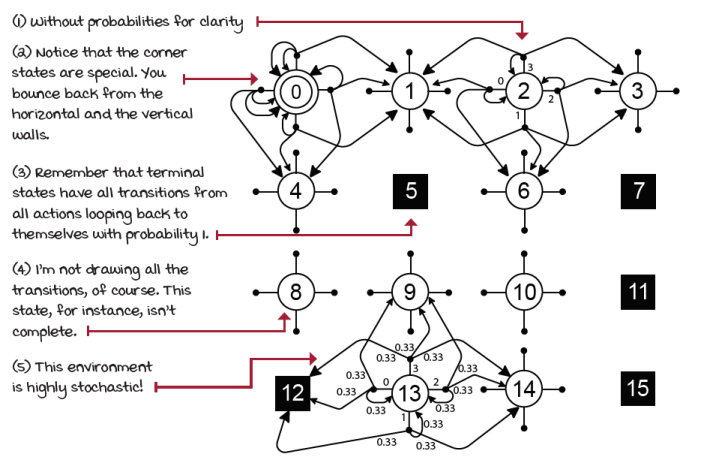 (1) Without probabilities for clarity
(2) Notice that the corner
states are special. You
bounce back from the
horizontal and the vertical
walls.
0
1
2
3
0
3
2
1
(3) Remember that terminal
states have all transitions from
all actions looping back to
themselves with probability 1.
4
5
6
7
(4) I'm not drawing all the
transitions, of course. This
state, for instance, isn't
complete.
8
9
10
11
(5) This environment
is highly stochastic!
12
13
14
15
0.33
0.33
0.33
3
0.33
0.33
0.33
0
2
0.33
0.33
0.33
1
0.33
0.33
0.33